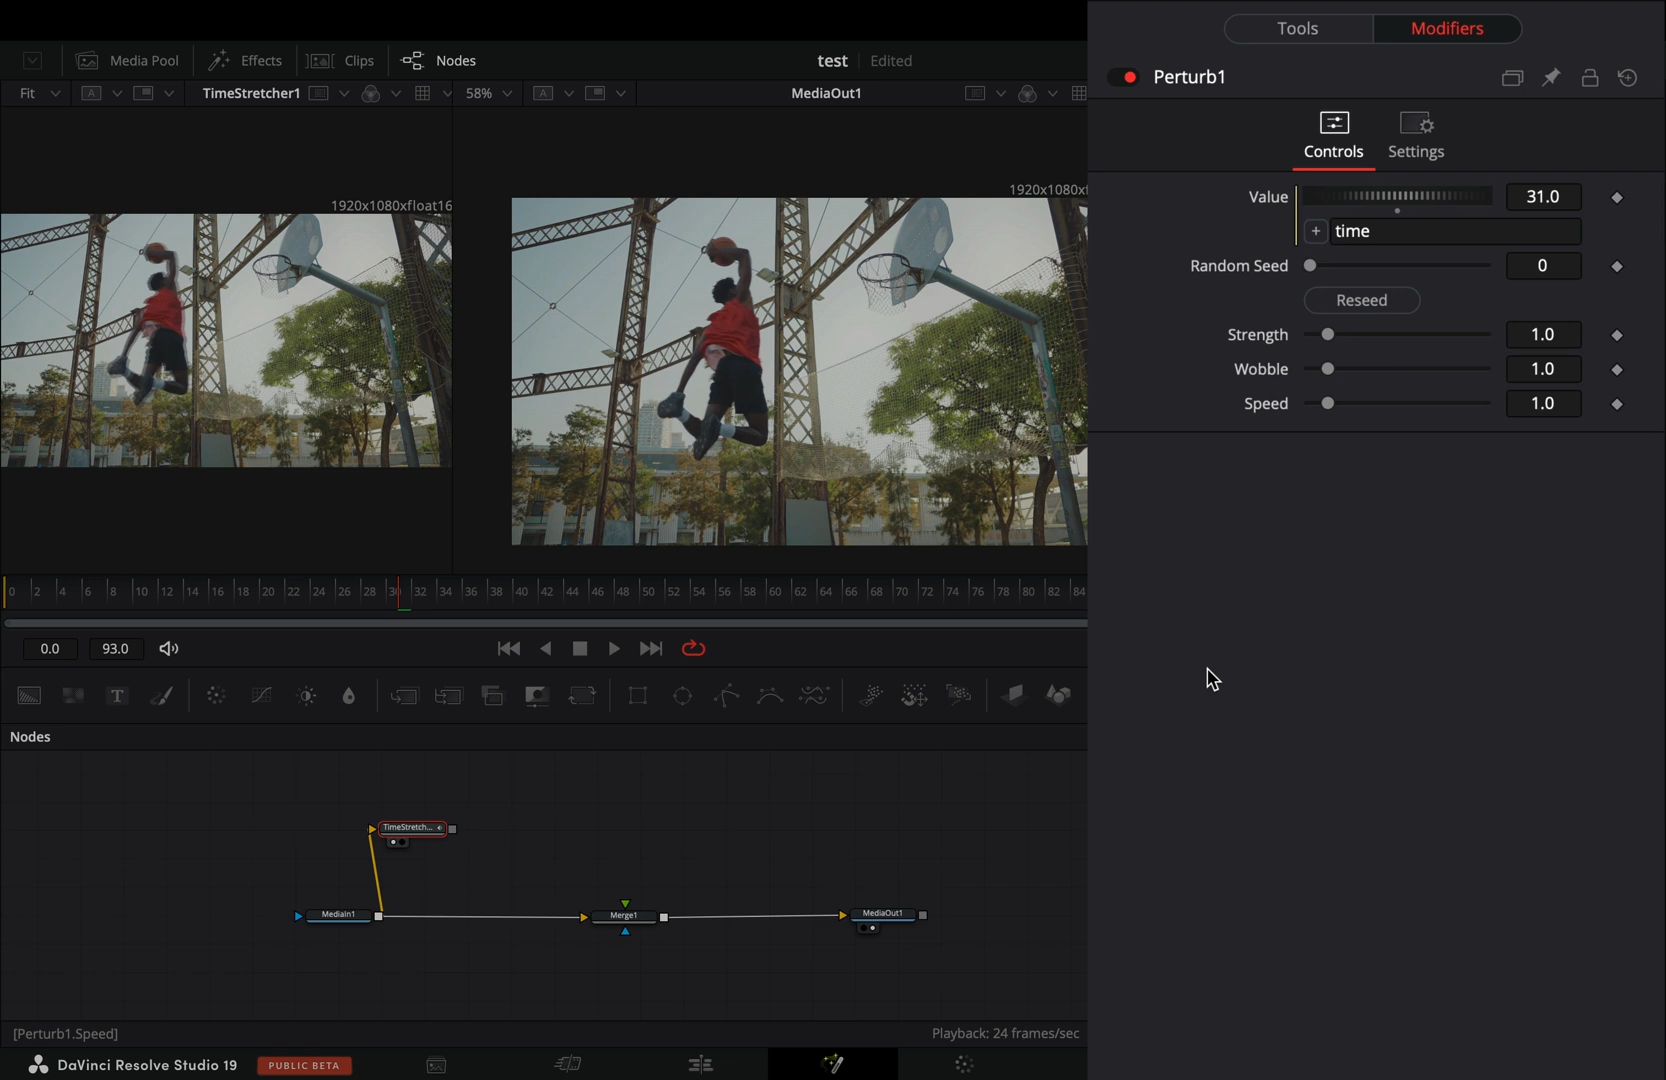 Tools Modifiers
Media Pool Effects Clips Nodes test Edited
Perturb1
Fit A TimeStretcher1 58% A MediaOut1
Controls Settings
1920x1080xfloat16
1920x1080xf
Value 31.0
+ time
Random Seed 0
Reseed
Strength 1.0
Wobble 1.0
Speed 1.0
0 2 4 6 8 10 12 14 16 18 20 22 24 26 28 30 32 34 36 38 40 42 44 46 48 50 52 54 56 58 60 62 64 66 68 70 72 74 76 78 80 82 84
0.0 93.0
T
Nodes
TimeStretch...
MediaIn1 Merge1 MediaOut1
[Perturb1.Speed] Playback: 24 frames/sec
DaVinci Resolve Studio 19 PUBLIC BETA